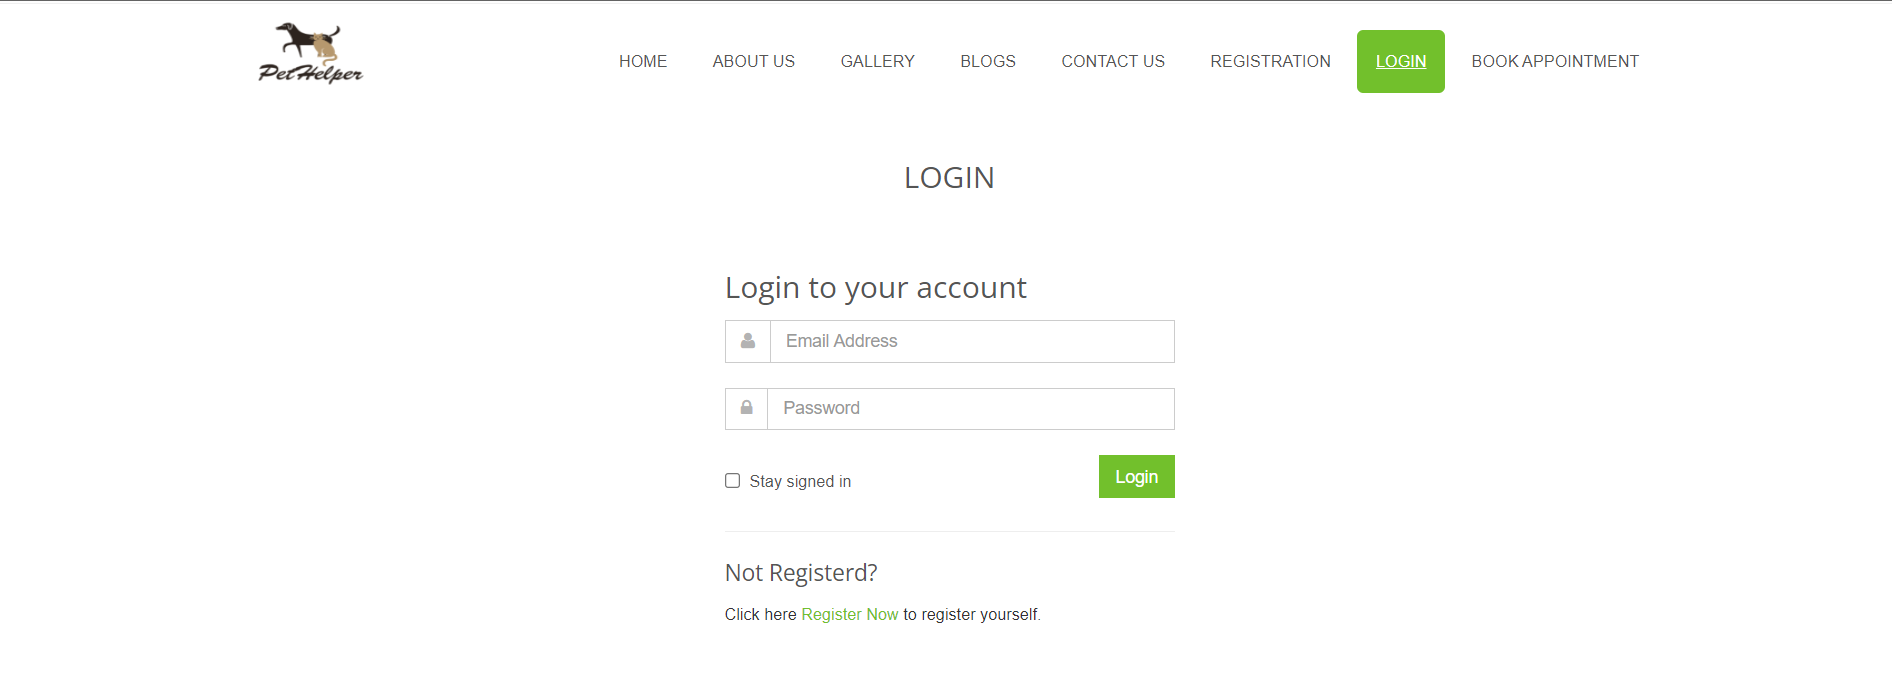 PetHelper
HOME ABOUT US GALLERY BLOGS CONTACT US REGISTRATION LOGIN BOOK APPOINTMENT
LOGIN
Login to your account
Email Address
Password
Stay signed in
Login
Not Registerd?
Click here Register Now to register yourself.